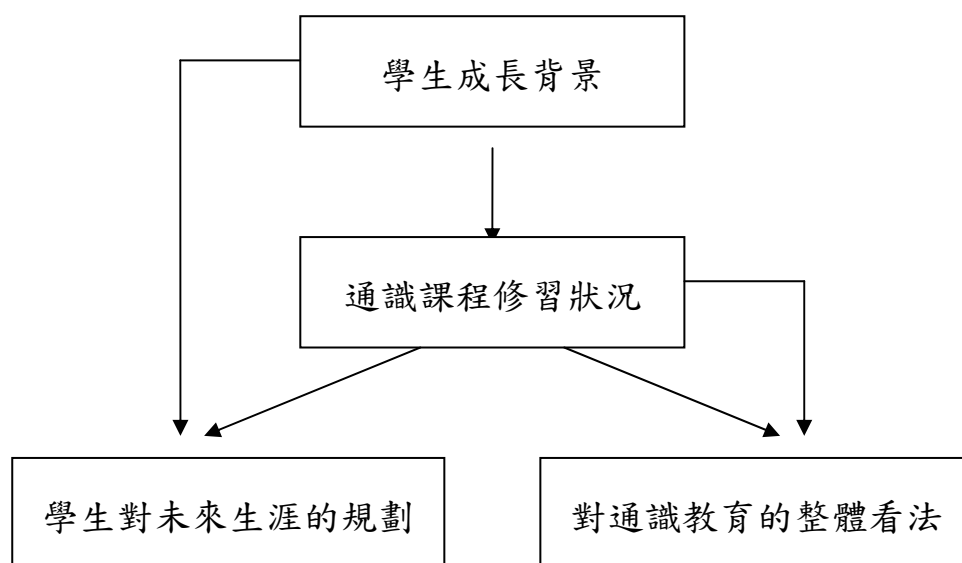 學生成長背景
通識課程修習狀況
學生對未來生涯的規劃
對通識教育的整體看法